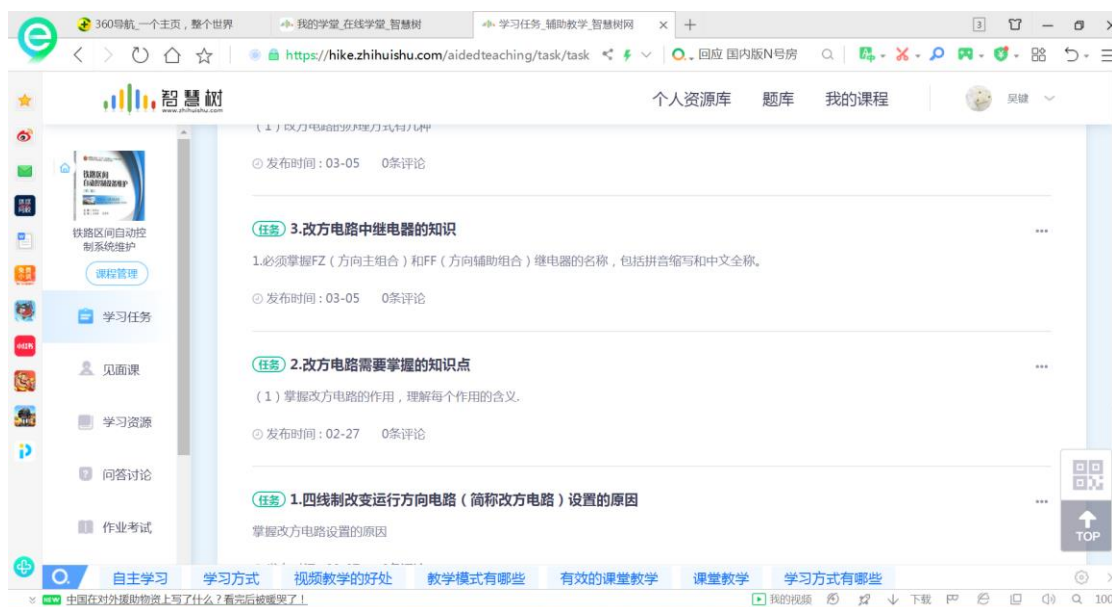 360导航_一个主页，整个世界
我的学堂_在线学堂_智慧树
学习任务_辅助教学_智慧树网
3
https://hike.zhihuishu.com/aidedteaching/task/task
回应 国内版N号房
智慧树
www.zhihuishu.com
个人资源库
题库
我的课程
吴键
铁路区间自动控
制系统维护
课程管理
学习任务
见面课
学习资源
问答讨论
作业考试
发布时间：03-05 0条评论
任务 3.改方电路中继电器的知识
1.必须掌握FZ（方向主组合）和FF（方向辅助组合）继电器的名称，包括拼音缩写和中文全称。
发布时间：03-05 0条评论
任务 2.改方电路需要掌握的知识点
（1）掌握改方电路的作用，理解每个作用的含义.
发布时间：02-27 0条评论
任务 1.四线制改变运行方向电路（简称改方电路）设置的原因
掌握改方电路设置的原因
TOP
自主学习
学习方式
视频教学的好处
教学模式有哪些
有效的课堂教学
课堂教学
学习方式有哪些
中国在对外援助物资上写了什么？看完后被暖哭了！
我的视频
下载
100